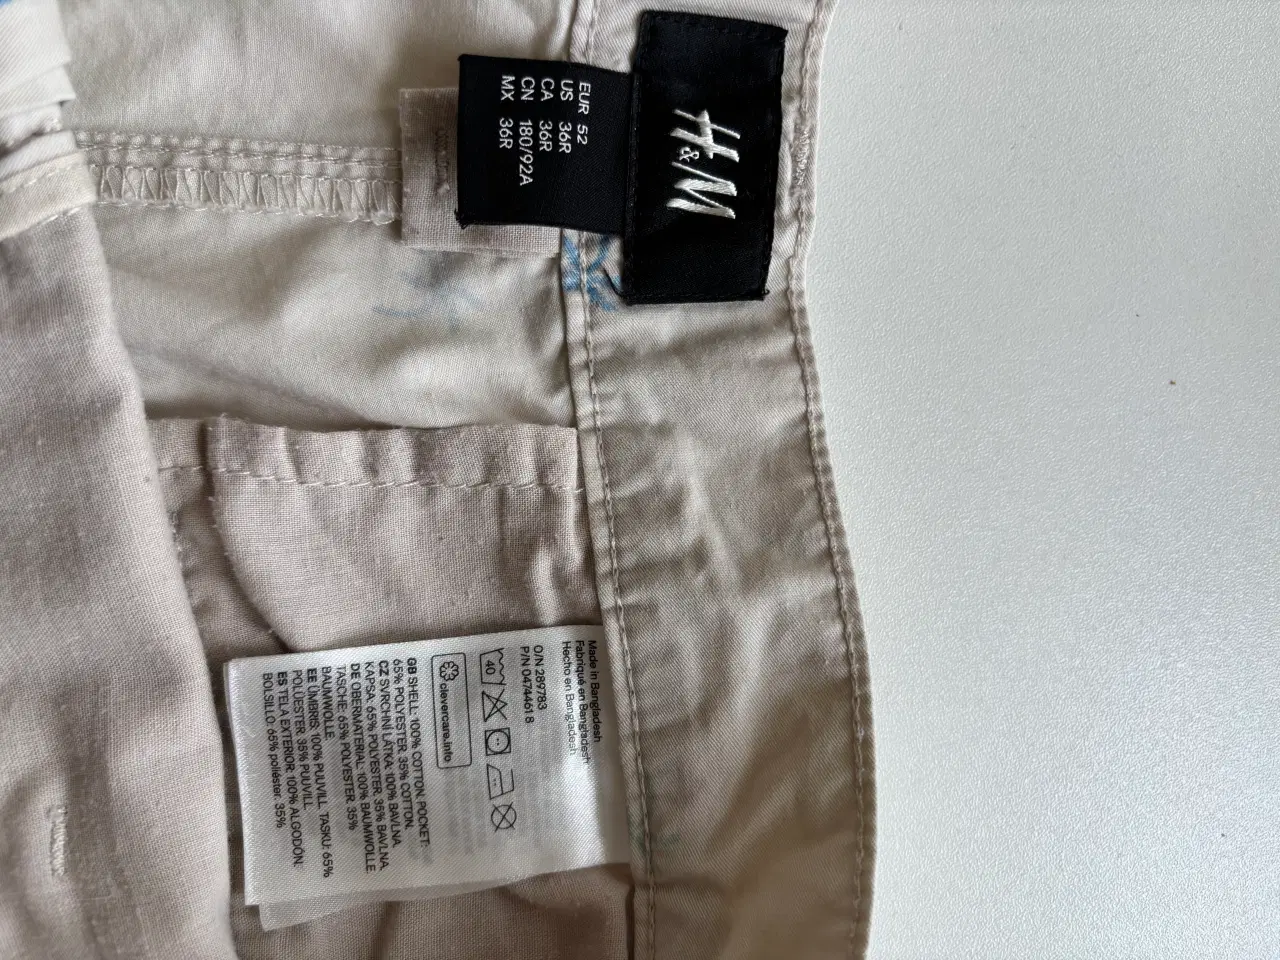 H&M
EUR 52
US 36R
CA 36R
CN 180/92A
MX 36R
Made in Bangladesh
Fabriqué en Bangladesh
Hecho en Bangladesh
O/N 289783
P/N 0474461 8
40
clevercare.info
GB SHELL: 100% COTTON. POCKET:
65% POLYESTER. 35% COTTON.
CZ SVRCHNÍ LÁTKA: 100% BAVLNA.
KAPSA: 65% POLYESTER. 35% BAVLNA.
DE OBERMATERIAL: 100% BAUMWOLLE.
TASCHE: 65% POLYESTER. 35%
BAUMWOLLE
EE ÜMBRIS: 100% PUUVILL. TASKU: 65%
POLÜESTER. 35% PUUVILL.
ES TELA EXTERIOR: 100% ALGODÓN.
BOLSILLO: 65% poliéster. 35%